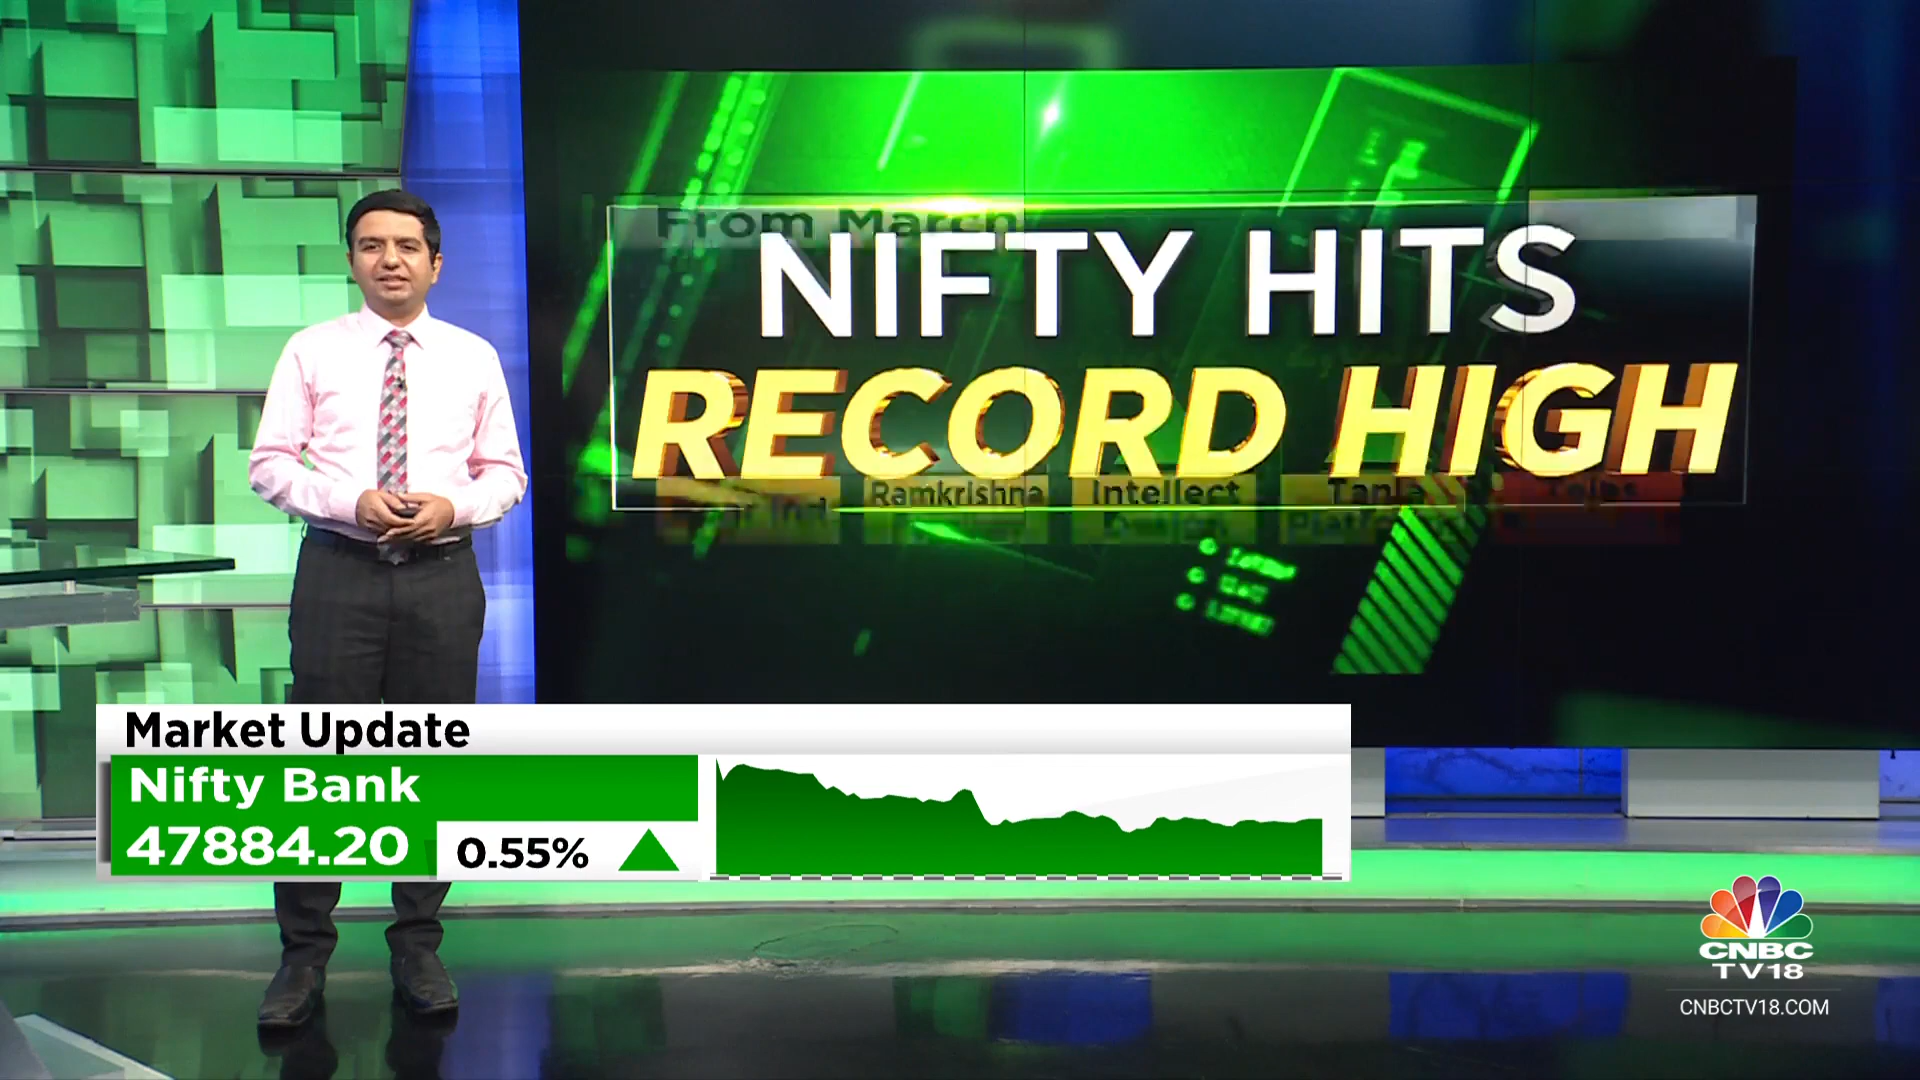 From March
NIFTY HITS
RECORD HIGH
Ramkrishna
Intellect
Tanla
Market Update
Nifty Bank
47884.20
0.55%
CNBC
TV18
CNBCTV18.COM